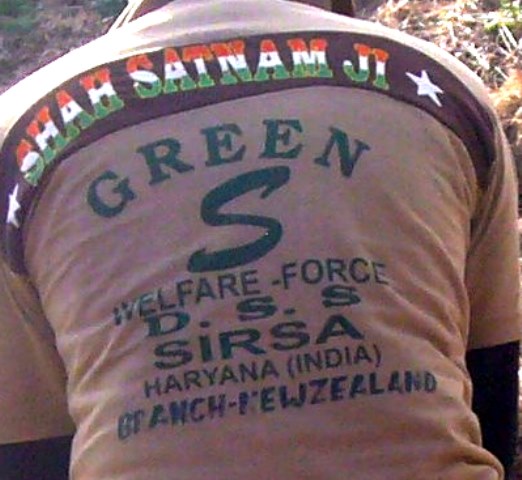 SHAH SATNAM JI
GREEN
S
WELFARE-FORCE
D. S. S
SIRSA
HARYANA (INDIA)
BRANCH-NEWZEALAND